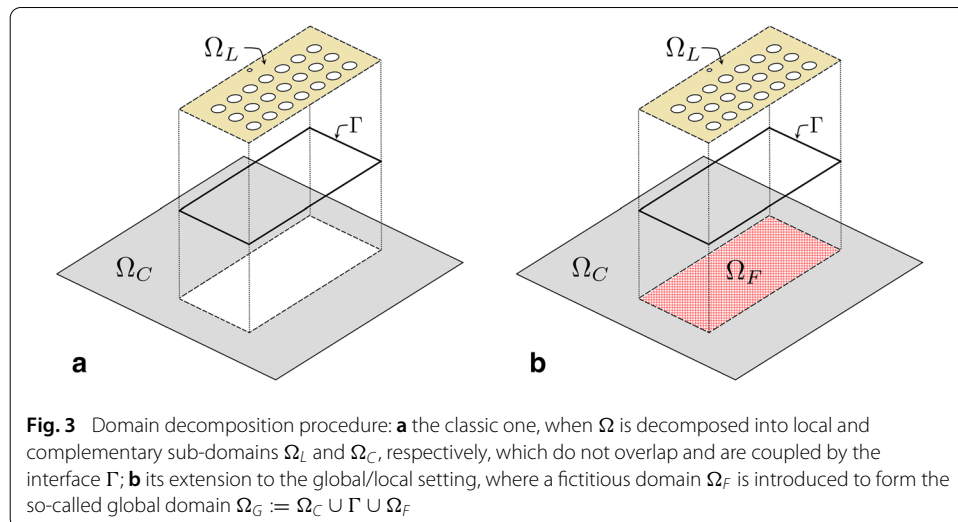 Ω_L
Γ
Ω_C
a
Ω_L
Γ
Ω_C
Ω_F
b
Fig. 3 Domain decomposition procedure: a the classic one, when Ω is decomposed into local and
complementary sub-domains Ω_L and Ω_C, respectively, which do not overlap and are coupled by the
interface Γ; b its extension to the global/local setting, where a fictitious domain Ω_F is introduced to form the
so-called global domain Ω_G := Ω_C ∪ Γ ∪ Ω_F